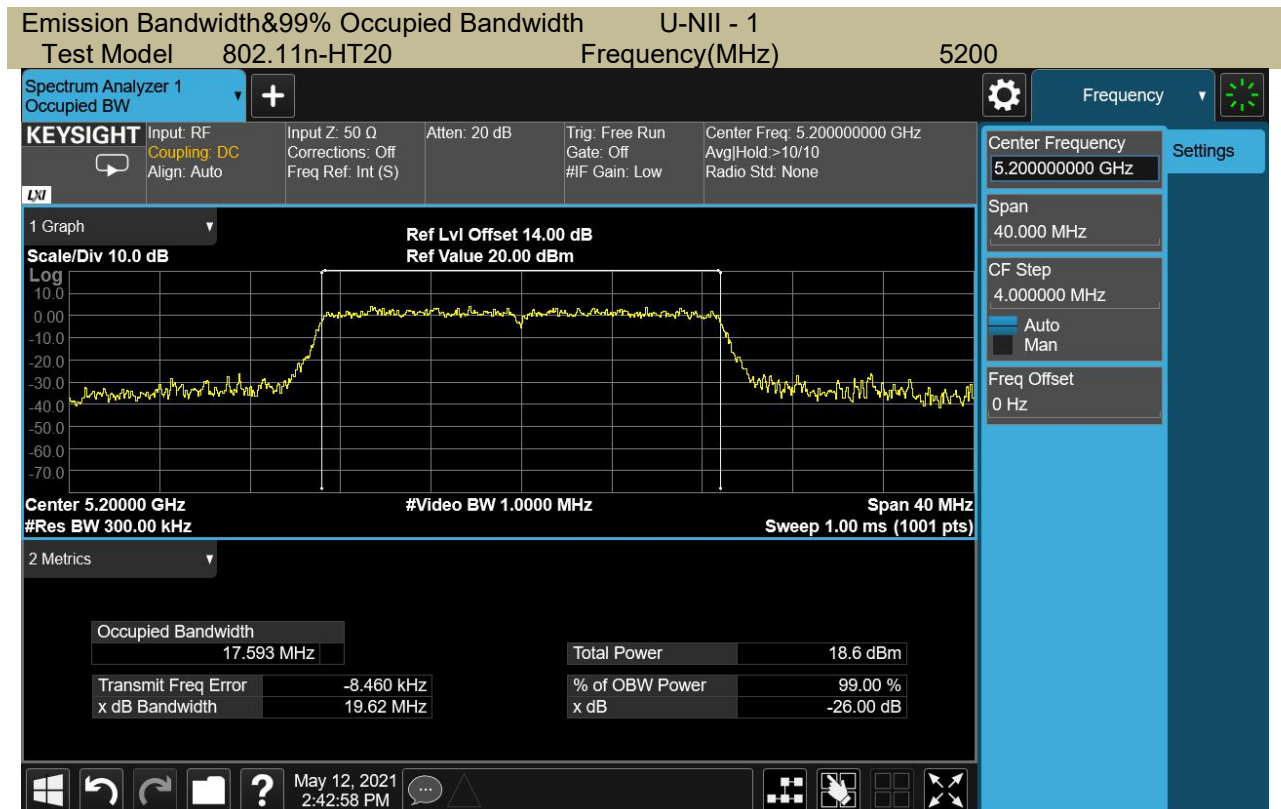 Emission Bandwidth&99% Occupied Bandwidth U-NII - 1
Test Model 802.11n-HT20 Frequency(MHz) 5200
Spectrum Analyzer 1
Occupied BW
+
Frequency
KEYSIGHT
LXI
Input: RF
Coupling: DC
Align: Auto
Input Z: 50 Ω
Corrections: Off
Freq Ref: Int (S)
Atten: 20 dB
Trig: Free Run
Gate: Off
#IF Gain: Low
Center Freq: 5.200000000 GHz
Avg|Hold:>10/10
Radio Std: None
Center Frequency
5.200000000 GHz
Settings
Span
40.000 MHz
CF Step
4.000000 MHz
Auto
Man
Freq Offset
0 Hz
1 Graph
Scale/Div 10.0 dB
Ref Lvl Offset 14.00 dB
Ref Value 20.00 dBm
Log
10.0
0.00
-10.0
-20.0
-30.0
-40.0
-50.0
-60.0
-70.0
Center 5.20000 GHz
#Res BW 300.00 kHz
#Video BW 1.0000 MHz
Span 40 MHz
Sweep 1.00 ms (1001 pts)
2 Metrics
Occupied Bandwidth
17.593 MHz
Total Power 18.6 dBm
Transmit Freq Error -8.460 kHz
% of OBW Power 99.00 %
x dB Bandwidth 19.62 MHz
x dB -26.00 dB
?
May 12, 2021
2:42:58 PM